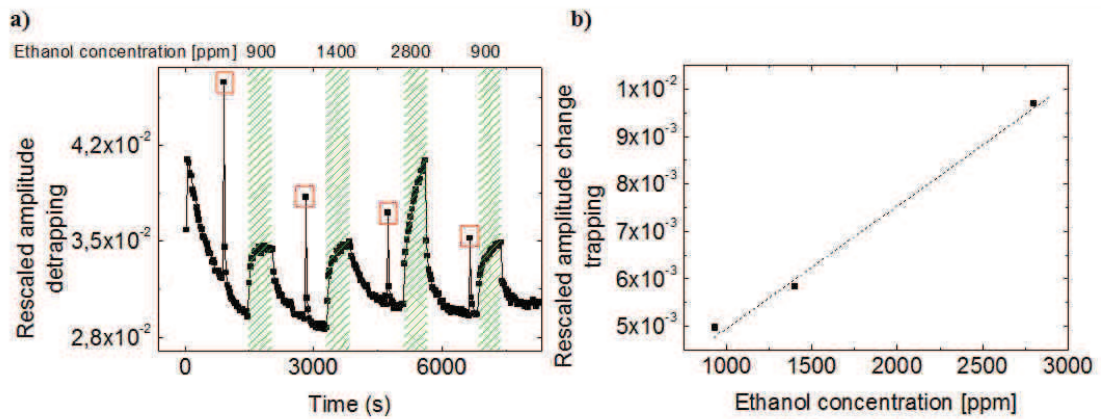 a)
Ethanol concentration [ppm] 900 1400 2800 900
Rescaled amplitude
detrapping
4,2x10⁻²
3,5x10⁻²
2,8x10⁻²
0 3000 6000
Time (s)
b)
Rescaled amplitude change
trapping
1x10⁻²
9x10⁻³
8x10⁻³
7x10⁻³
6x10⁻³
5x10⁻³
1000 1500 2000 2500 3000
Ethanol concentration [ppm]